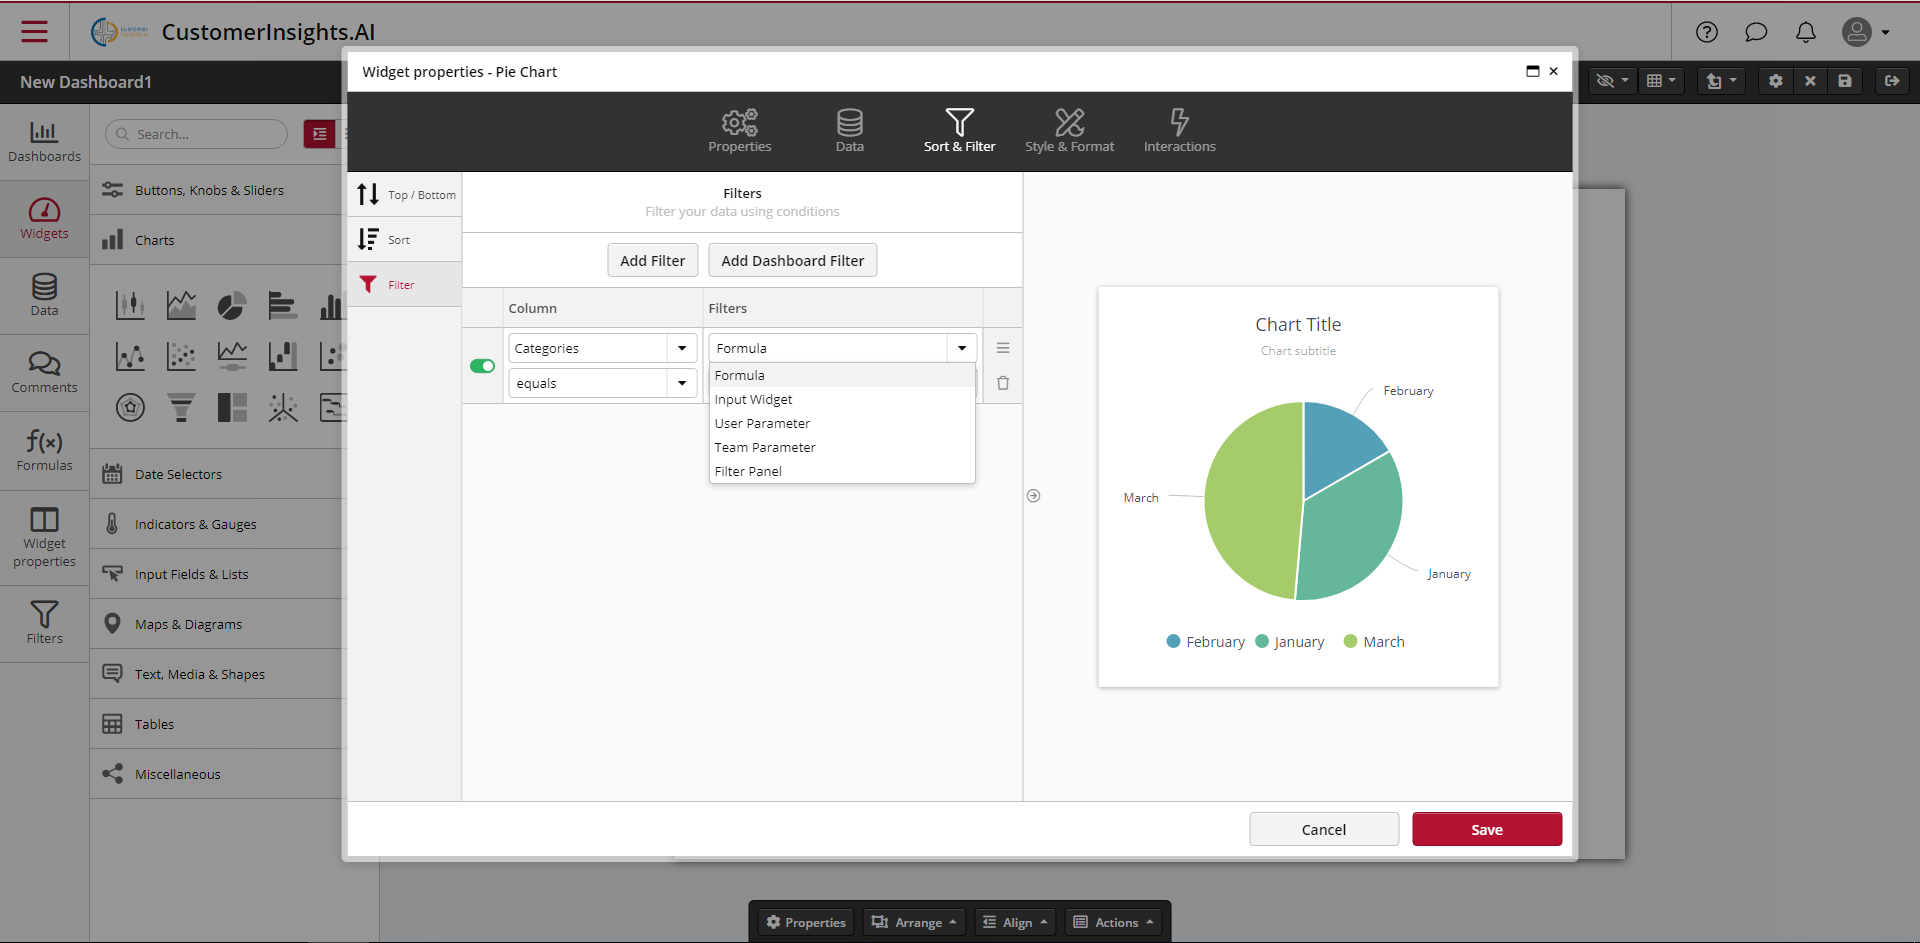 CustomerInsights.AI
New Dashboard1
Dashboards
Widgets
Data
Comments
f(x)
Formulas
Widget
properties
Filters
Search...
Buttons, Knobs & Sliders
Charts
Date Selectors
Indicators & Gauges
Input Fields & Lists
Maps & Diagrams
Text, Media & Shapes
Tables
Miscellaneous
Widget properties - Pie Chart
Properties
Data
Sort & Filter
Style & Format
Interactions
Top / Bottom
Sort
Filter
Filters
Filter your data using conditions
Add Filter
Add Dashboard Filter
Column
Filters
Categories
Formula
equals
Formula
Input Widget
User Parameter
Team Parameter
Filter Panel
Chart Title
Chart subtitle
February
March
January
February
January
March
Cancel
Save
Properties
Arrange
Align
Actions